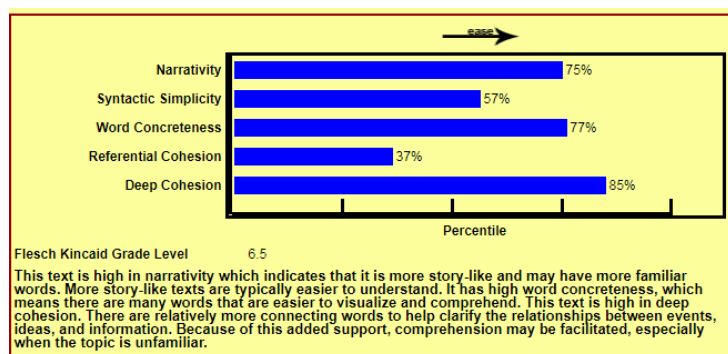 ease
Narrativity 75%
Syntactic Simplicity 57%
Word Concreteness 77%
Referential Cohesion 37%
Deep Cohesion 85%
Percentile
Flesch Kincaid Grade Level 6.5
This text is high in narrativity which indicates that it is more story-like and may have more familiar
words. More story-like texts are typically easier to understand. It has high word concreteness, which
means there are many words that are easier to visualize and comprehend. This text is high in deep
cohesion. There are relatively more connecting words to help clarify the relationships between events,
ideas, and information. Because of this added support, comprehension may be facilitated, especially
when the topic is unfamiliar.